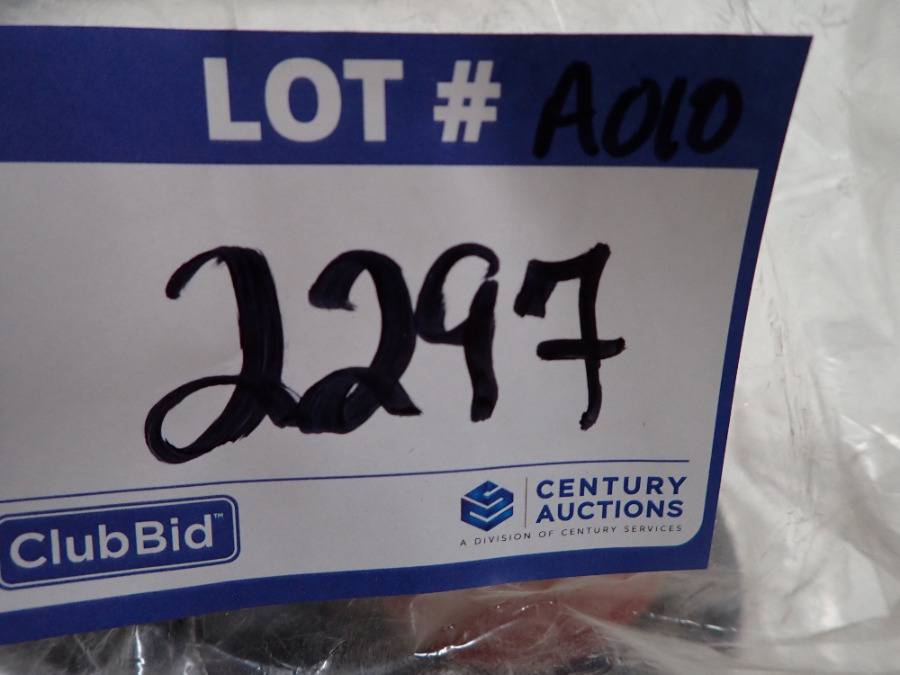 LOT # A010
2297
ClubBid™
CENTURY
AUCTIONS
A DIVISION OF CENTURY SERVICES